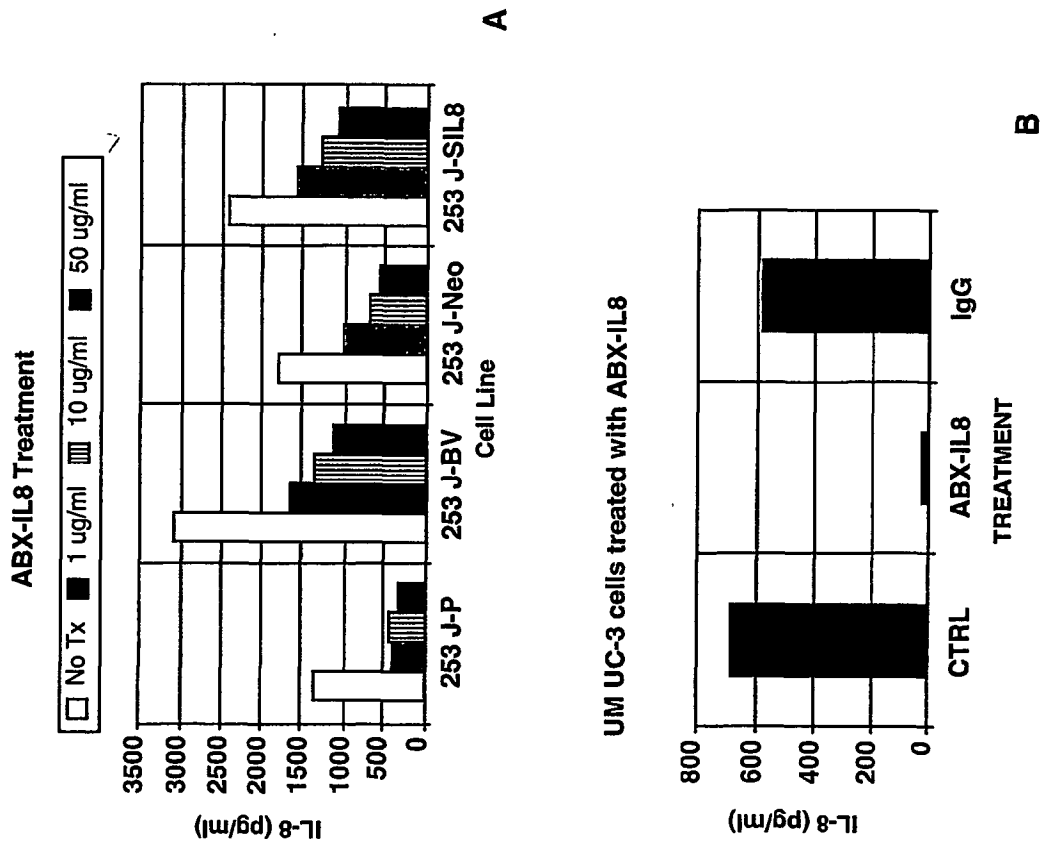 ABX-IL8 Treatment
No Tx 1 ug/ml 10 ug/ml 50 ug/ml
IL-8 (pg/ml)
3500
3000
2500
2000
1500
1000
500
0
253 J-P 253 J-BV 253 J-Neo 253 J-SIL8
Cell Line
A
UM UC-3 cells treated with ABX-IL8
IL-8 (pg/ml)
800
600
400
200
0
CTRL ABX-IL8 IgG
TREATMENT
B